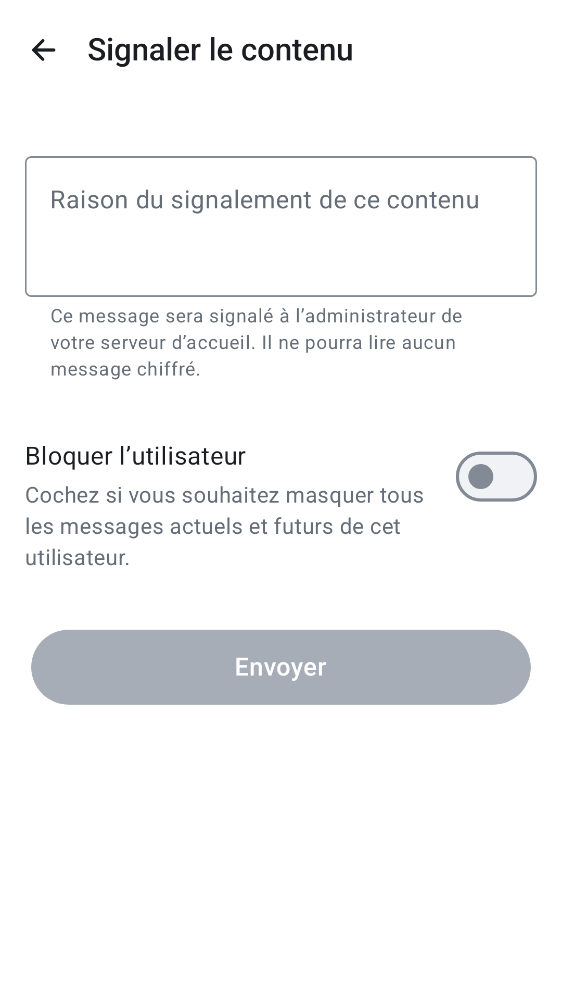 Signaler le contenu
Raison du signalement de ce contenu
Ce message sera signalé à l’administrateur de
votre serveur d’accueil. Il ne pourra lire aucun
message chiffré.
Bloquer l’utilisateur
Cochez si vous souhaitez masquer tous
les messages actuels et futurs de cet
utilisateur.
Envoyer